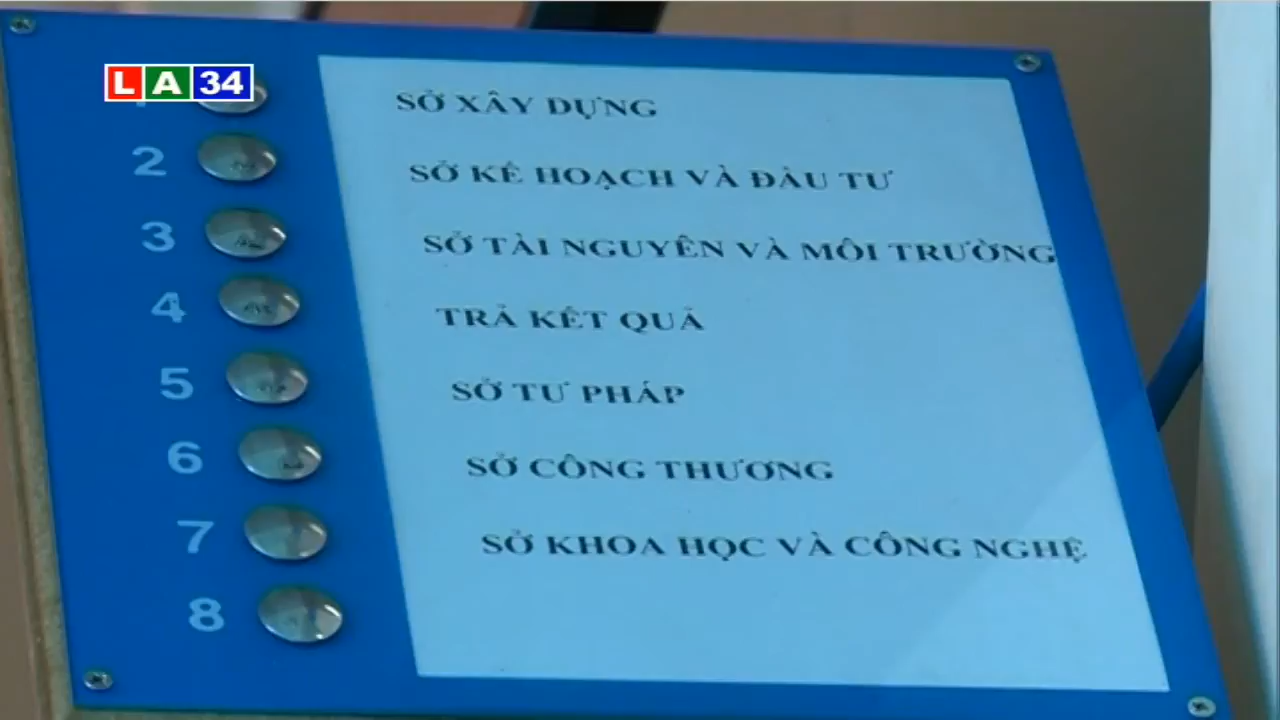 LA34
SỞ XÂY DỰNG
2 SỞ KẾ HOẠCH VÀ ĐẦU TƯ
3 SỞ TÀI NGUYÊN VÀ MÔI TRƯỜNG
4 TRẢ KẾT QUẢ
5 SỞ TƯ PHÁP
6 SỞ CÔNG THƯƠNG
7 SỞ KHOA HỌC VÀ CÔNG NGHỆ
8